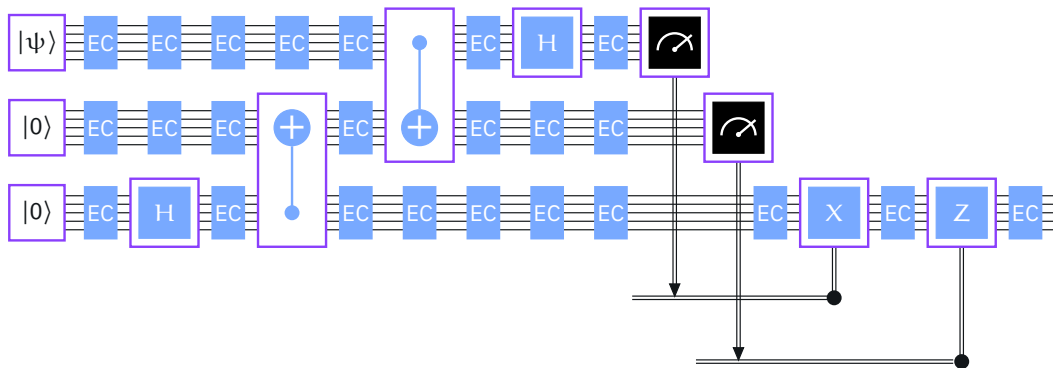 |ψ⟩ EC EC EC EC EC EC H EC
|0⟩ EC EC EC + EC + EC EC EC
|0⟩ EC H EC EC EC EC EC EC EC X EC Z EC